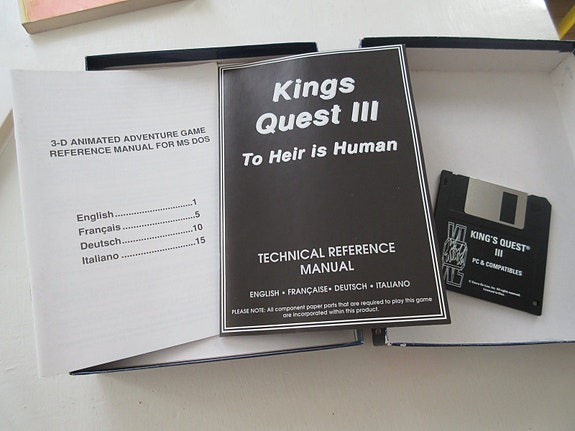 3-D ANIMATED ADVENTURE GAME
REFERENCE MANUAL FOR MS DOS
English..........................1
Français.........................5
Deutsch.........................10
Italiano.........................15
Kings
Quest III
To Heir is Human
TECHNICAL REFERENCE
MANUAL
ENGLISH • FRANÇAISE • DEUTSCH • ITALIANO
PLEASE NOTE: All component paper parts that are required to play this game
are incorporated within this product.
KING'S QUEST®
III
PC & COMPATIBLES